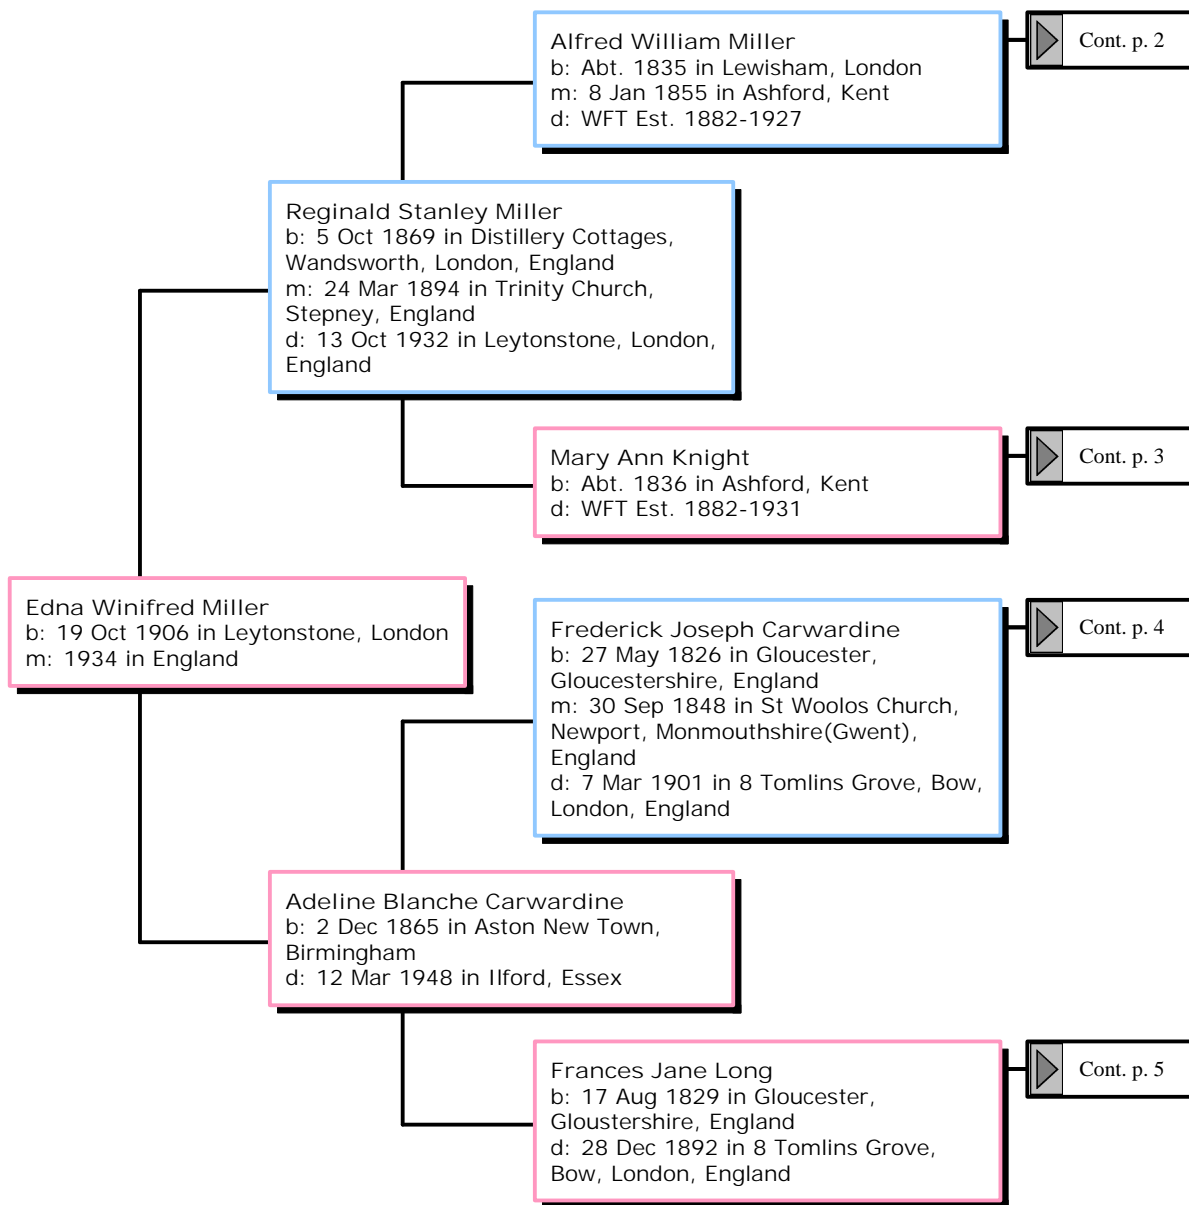 Alfred William Miller
b: Abt. 1835 in Lewisham, London
m: 8 Jan 1855 in Ashford, Kent
d: WFT Est. 1882-1927
Cont. p. 2
Reginald Stanley Miller
b: 5 Oct 1869 in Distillery Cottages,
Wandsworth, London, England
m: 24 Mar 1894 in Trinity Church,
Stepney, England
d: 13 Oct 1932 in Leytonstone, London,
England
Mary Ann Knight
b: Abt. 1836 in Ashford, Kent
d: WFT Est. 1882-1931
Cont. p. 3
Edna Winifred Miller
b: 19 Oct 1906 in Leytonstone, London
m: 1934 in England
Frederick Joseph Carwardine
b: 27 May 1826 in Gloucester,
Gloucestershire, England
m: 30 Sep 1848 in St Woolos Church,
Newport, Monmouthshire(Gwent),
England
d: 7 Mar 1901 in 8 Tomlins Grove, Bow,
London, England
Cont. p. 4
Adeline Blanche Carwardine
b: 2 Dec 1865 in Aston New Town,
Birmingham
d: 12 Mar 1948 in Ilford, Essex
Frances Jane Long
b: 17 Aug 1829 in Gloucester,
Gloustershire, England
d: 28 Dec 1892 in 8 Tomlins Grove,
Bow, London, England
Cont. p. 5